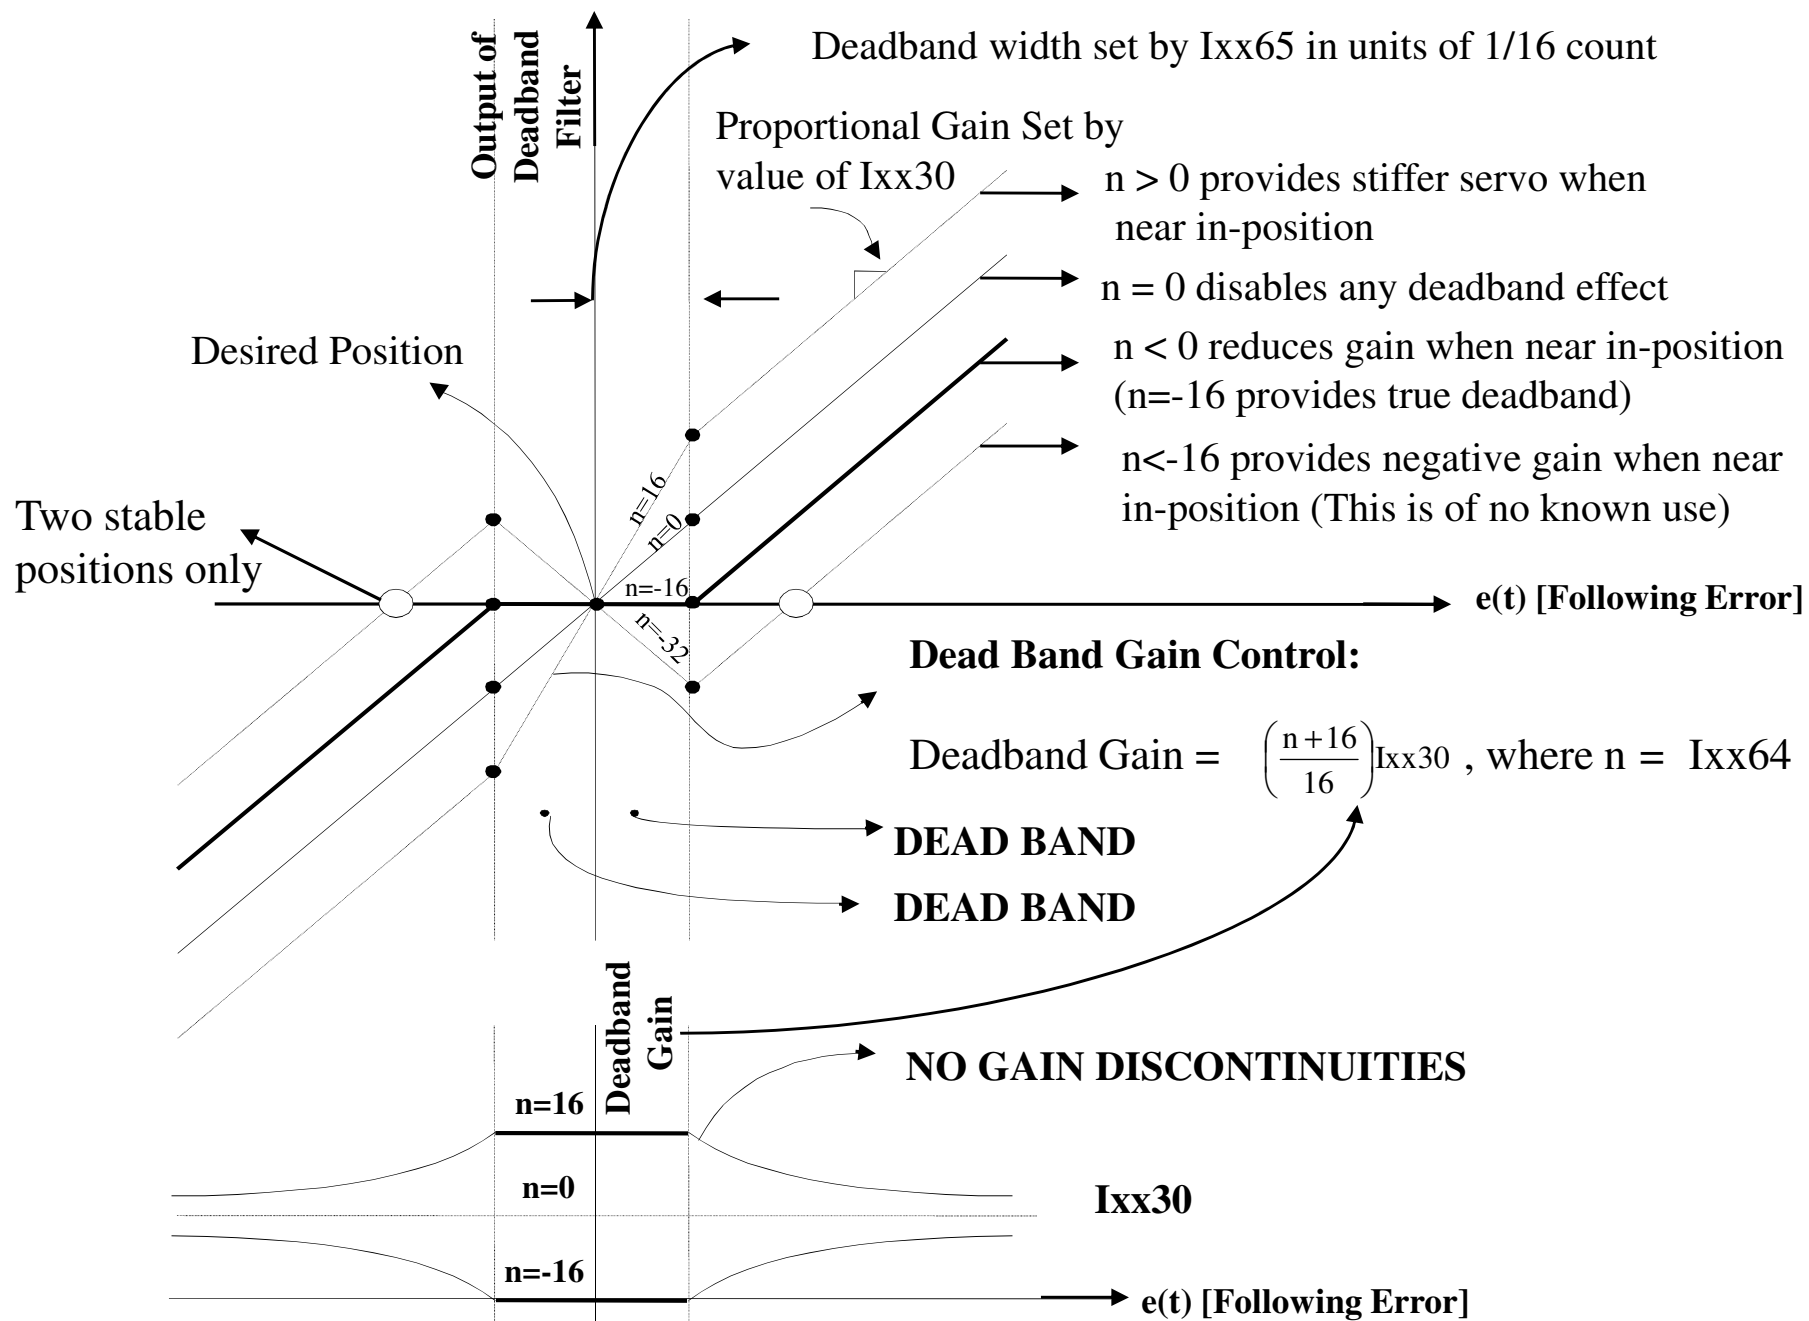 Output of
Deadband
Filter
Deadband width set by Ixx65 in units of 1/16 count
Proportional Gain Set by
value of Ixx30
n > 0 provides stiffer servo when
near in-position
n = 0 disables any deadband effect
Desired Position
n < 0 reduces gain when near in-position
(n=-16 provides true deadband)
n<-16 provides negative gain when near
in-position (This is of no known use)
Two stable
positions only
n=16
n=0
n=-16
n=-32
e(t) [Following Error]
Dead Band Gain Control:
Deadband Gain = (n+16/16)Ixx30 , where n = Ixx64
DEAD BAND
DEAD BAND
Deadband
Gain
NO GAIN DISCONTINUITIES
n=16
n=0
Ixx30
n=-16
e(t) [Following Error]